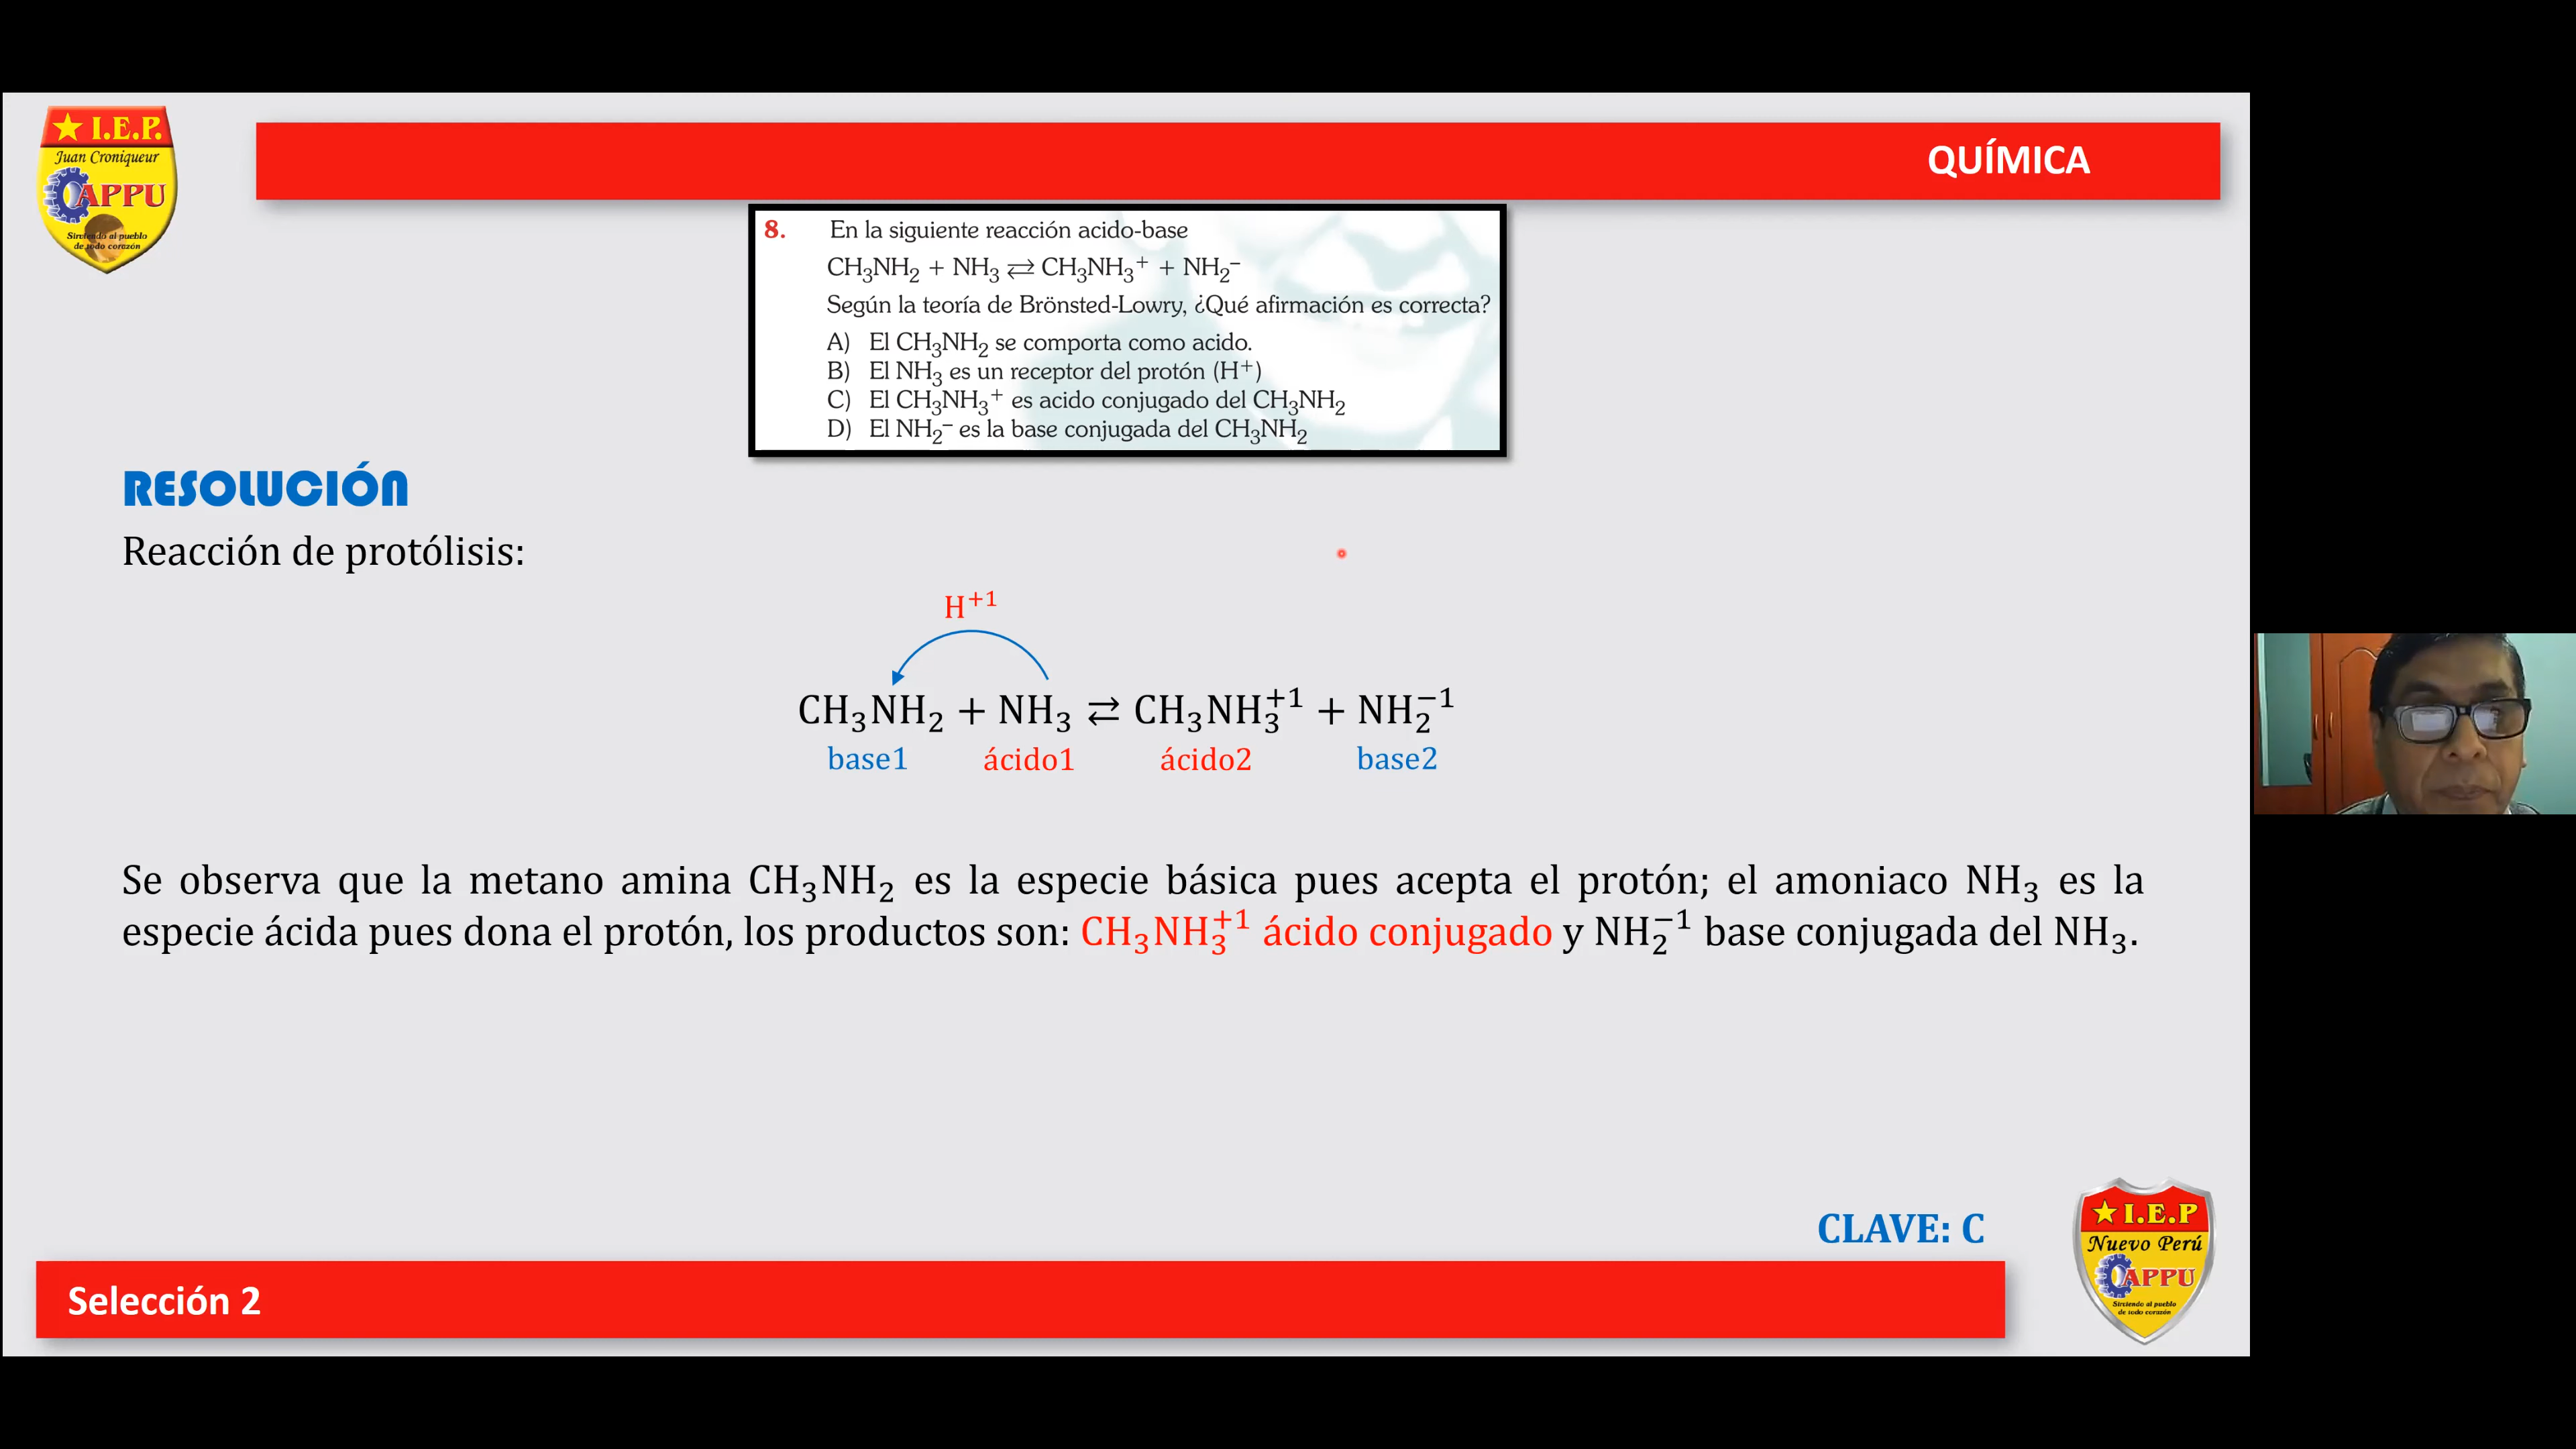 I.E.P.
Juan Croniqueur
CAPPU
Sirviendo al pueblo
de todo corazón
QUÍMICA
8. En la siguiente reacción acido-base
CH₃NH₂ + NH₃ ⇄ CH₃NH₃⁺ + NH₂⁻
Según la teoría de Brönsted-Lowry, ¿Qué afirmación es correcta?
A) El CH₃NH₂ se comporta como acido.
B) El NH₃ es un receptor del protón (H⁺)
C) El CH₃NH₃⁺ es acido conjugado del CH₃NH₂
D) El NH₂⁻ es la base conjugada del CH₃NH₂
RESOLUCIÓN
Reacción de protólisis:
H⁺¹
CH₃NH₂ + NH₃ ⇄ CH₃NH₃⁺¹ + NH₂⁻¹
base1 ácido1 ácido2 base2
Se observa que la metano amina CH₃NH₂ es la especie básica pues acepta el protón; el amoniaco NH₃ es la
especie ácida pues dona el protón, los productos son: CH₃NH₃⁺¹ ácido conjugado y NH₂⁻¹ base conjugada del NH₃.
CLAVE: C
Selección 2
I.E.P
Nuevo Perú
CAPPU
Sirviendo al pueblo
de todo corazón